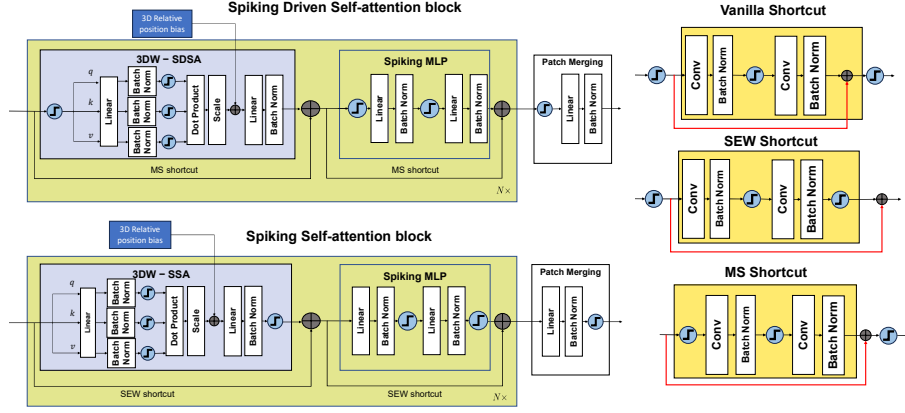 Spiking Driven Self-attention block
3D Relative
position bias
3DW – SDSA
q
k
v
Linear
Batch
Norm
Batch
Norm
Batch
Norm
Dot Product
Scale
Linear
Batch Norm
MS shortcut
Spiking MLP
Linear
Batch Norm
Linear
Batch Norm
MS shortcut
N×
Patch Merging
Linear
Batch Norm
Spiking Self-attention block
3D Relative
position bias
3DW – SSA
q
k
v
Linear
Batch
Norm
Batch
Norm
Batch
Norm
Dot Product
Scale
Linear
Batch Norm
SEW shortcut
Spiking MLP
Linear
Batch Norm
Linear
Batch Norm
SEW shortcut
N×
Patch Merging
Linear
Batch Norm
Vanilla Shortcut
Conv
Batch Norm
Conv
Batch Norm
SEW Shortcut
Conv
Batch Norm
Conv
Batch Norm
MS Shortcut
Conv
Batch Norm
Conv
Batch Norm